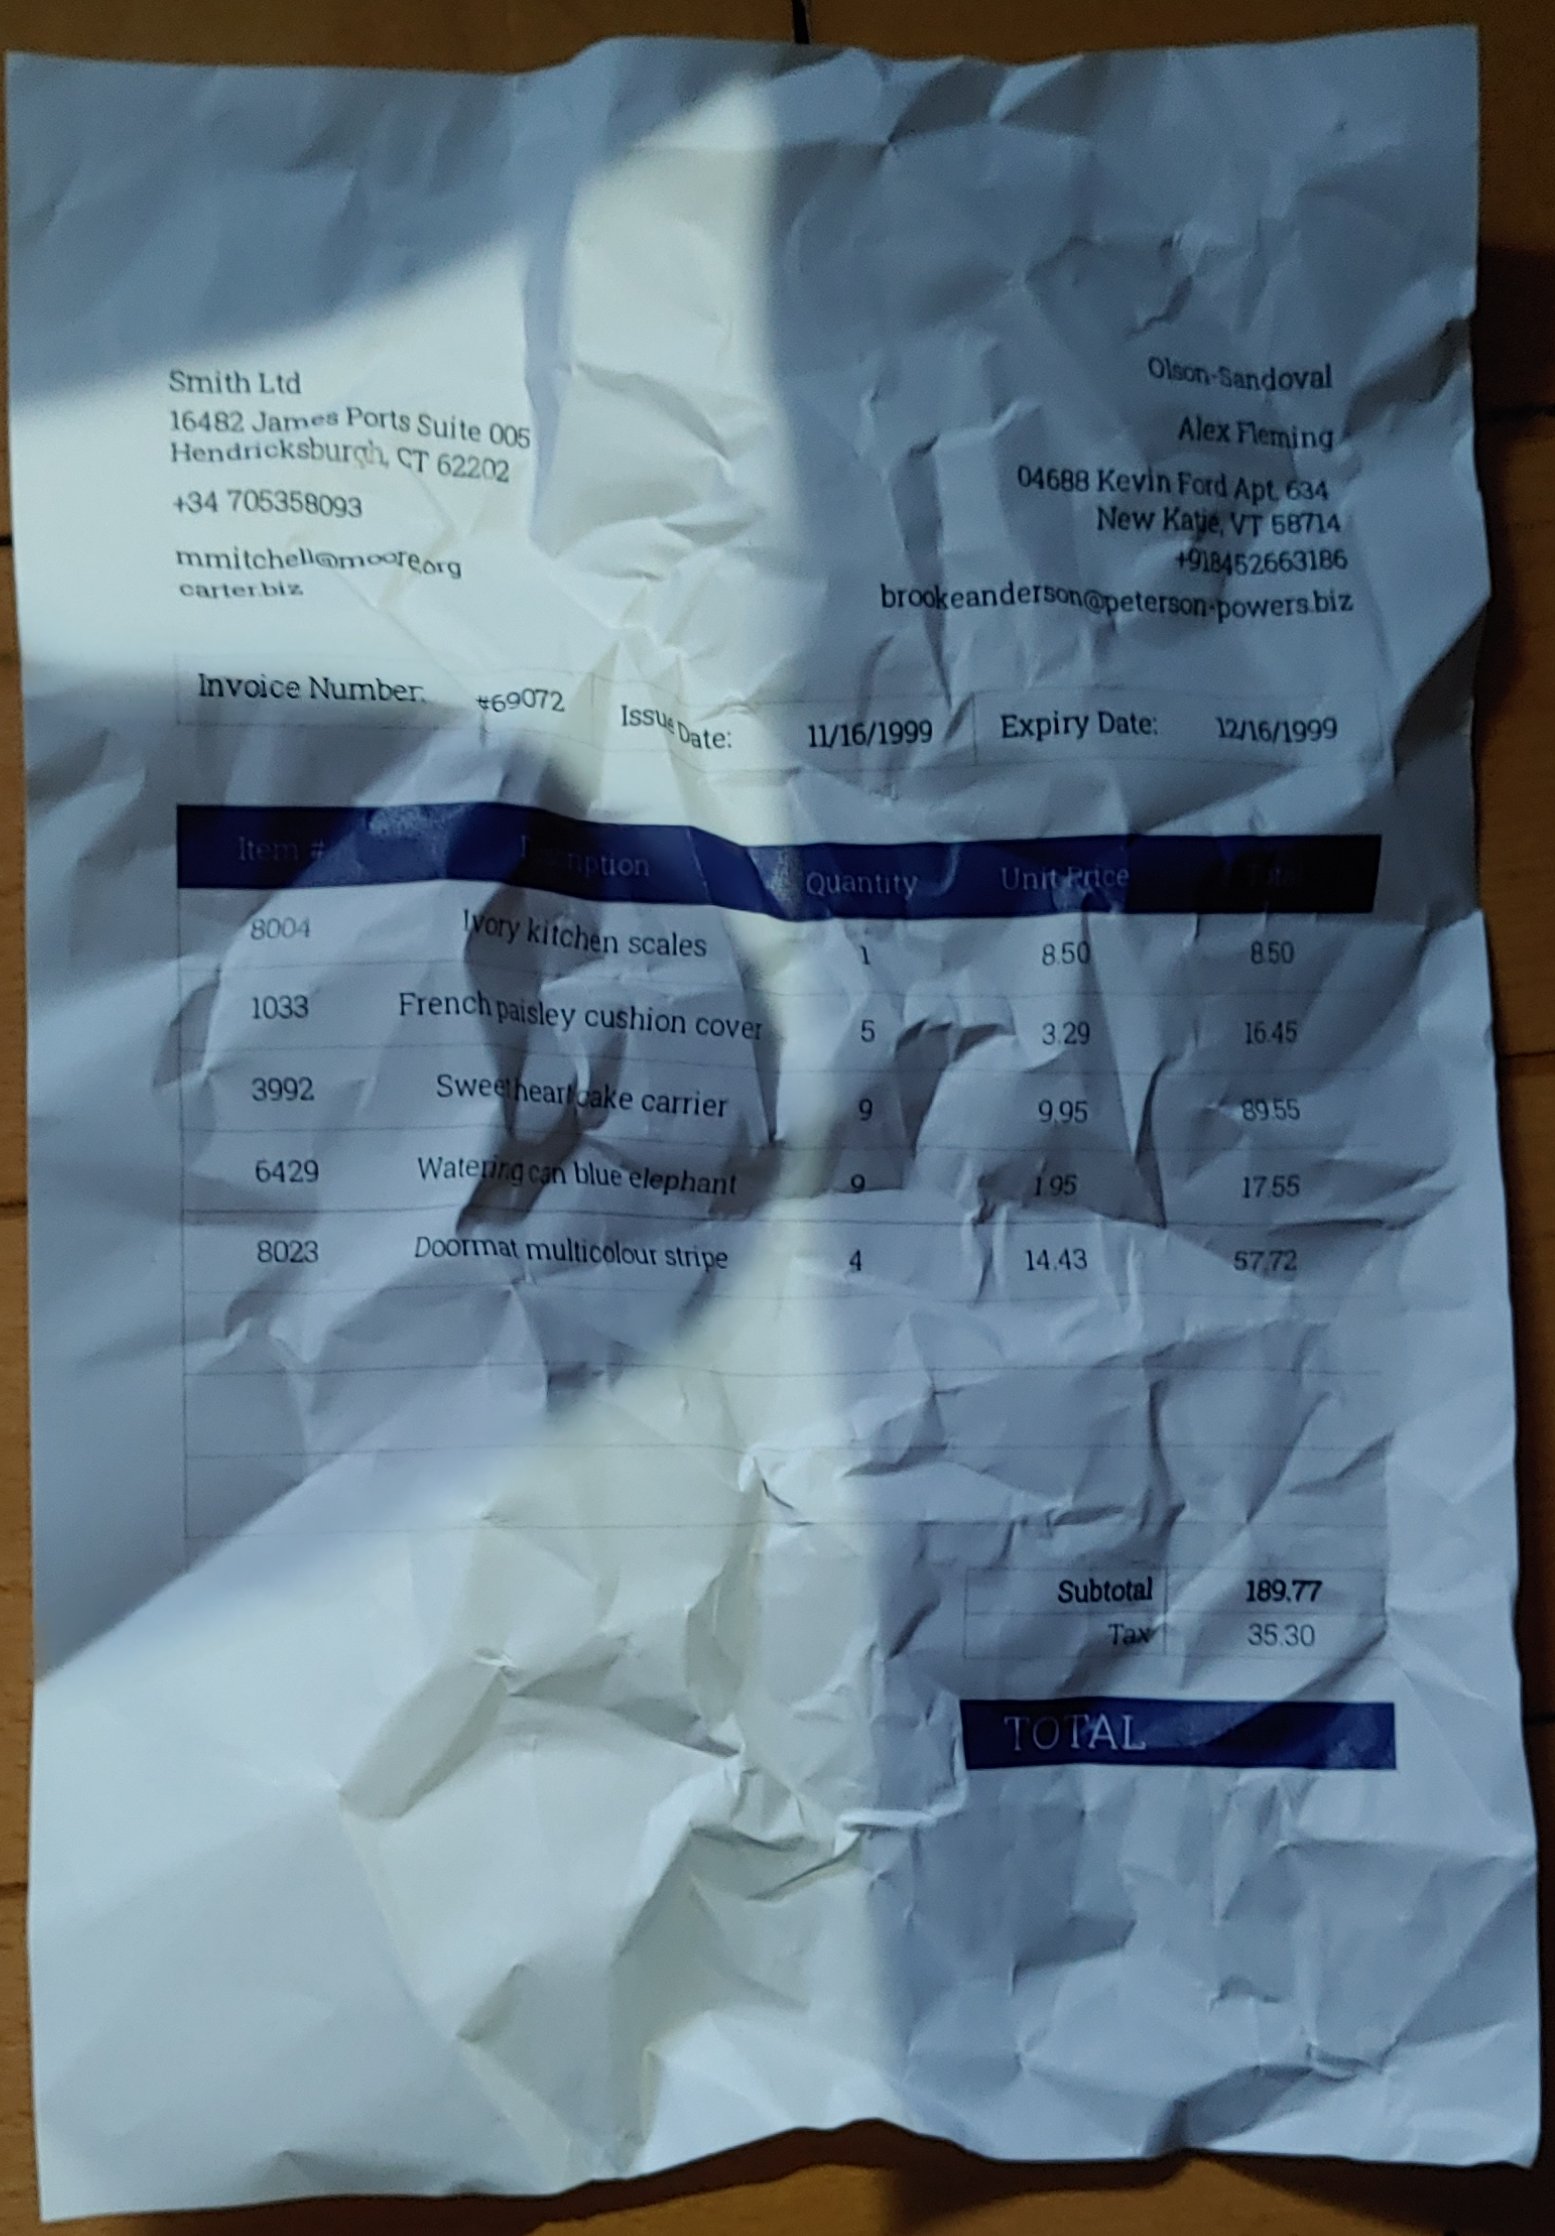 Smith Ltd
16482 James Ports Suite 005
Hendricksburgh, CT 62202
+34 705358093
mmitchell@moore.org
carter.biz
Olson-Sandoval
Alex Fleming
04688 Kevin Ford Apt. 634
New Katie, VT 58714
+918452663186
brookeanderson@peterson-powers.biz
Invoice Number: #69072 Issue Date: 11/16/1999 Expiry Date: 12/16/1999
Item # Description Quantity Unit Price Total
8004 Ivory kitchen scales 1 8.50 8.50
1033 French paisley cushion cover 5 3.29 16.45
3992 Sweetheart cake carrier 9 9.95 89.55
6429 Watering can blue elephant 9 1.95 17.55
8023 Doormat multicolour stripe 4 14.43 57.72
Subtotal 189.77
Tax 35.30
TOTAL